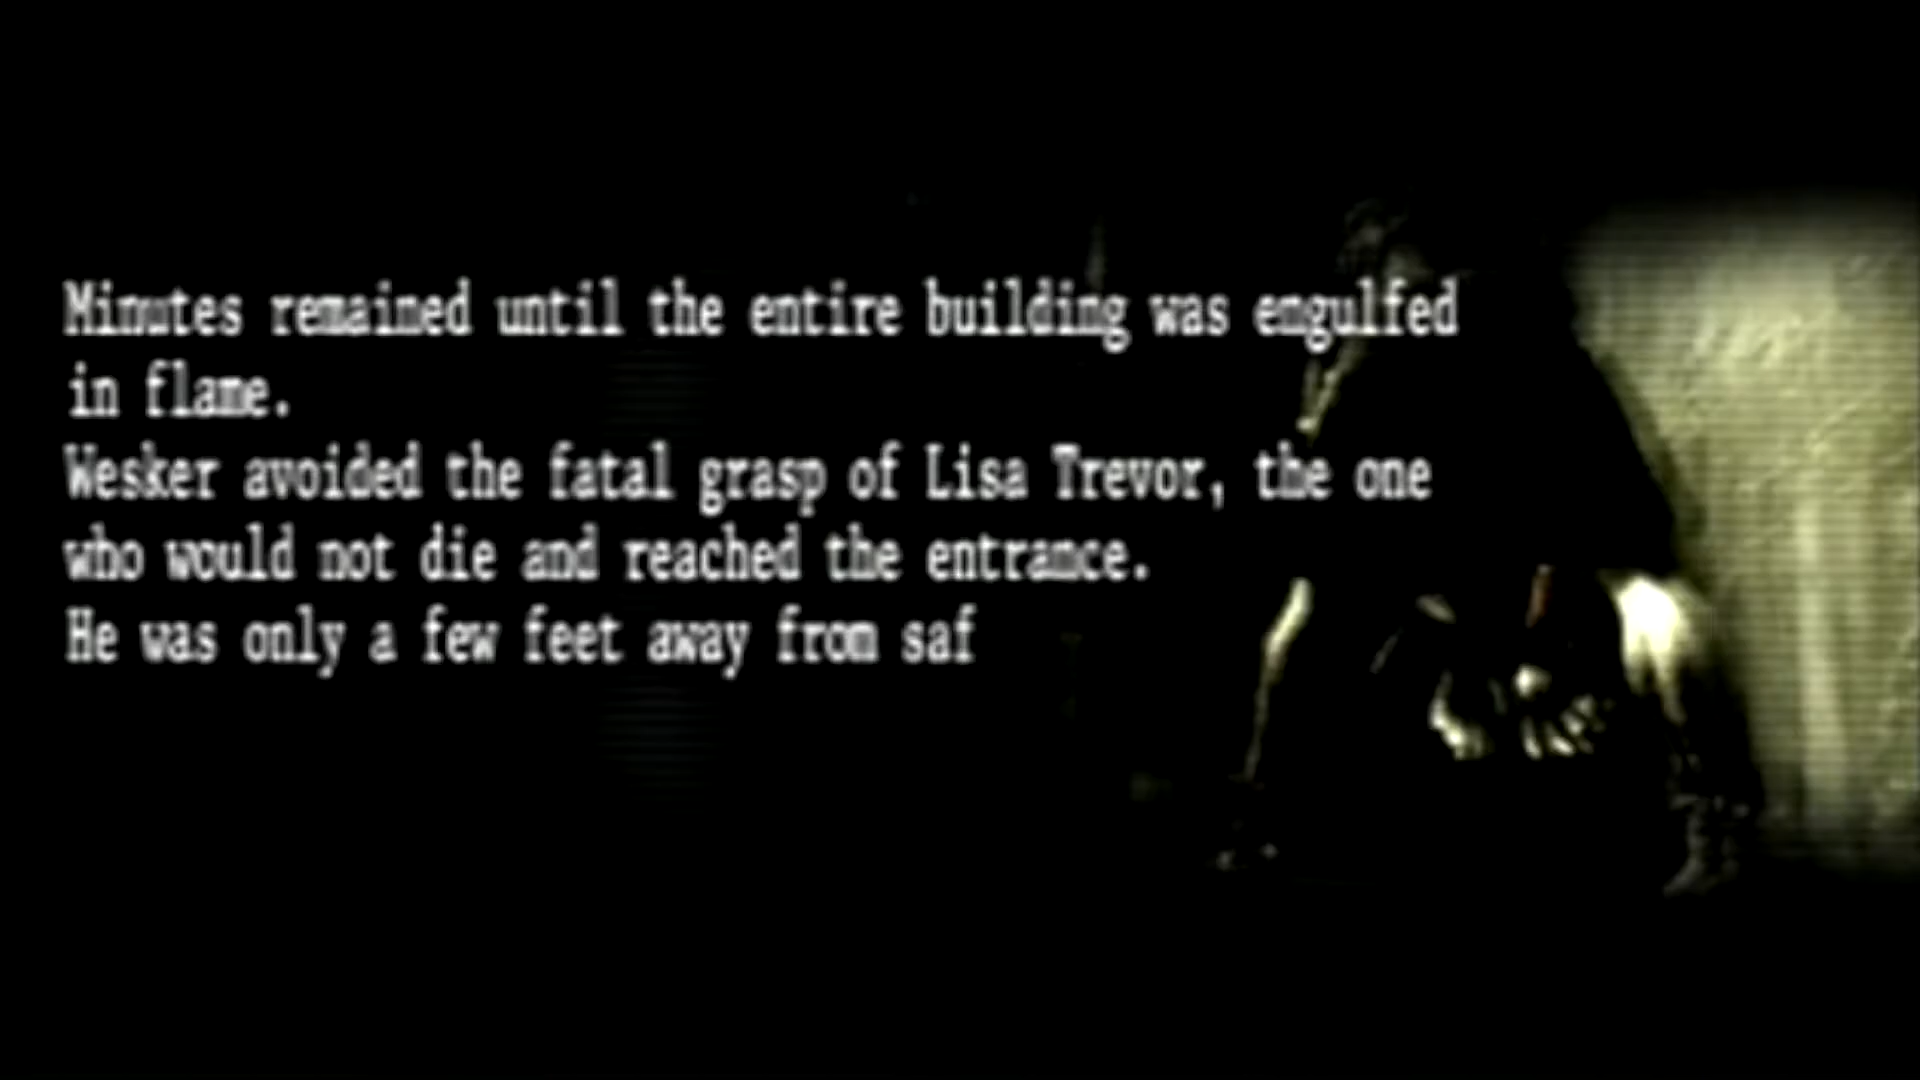 Minutes remained until the entire building was engulfed
in flame.
Wesker avoided the fatal grasp of Lisa Trevor, the one
who would not die and reached the entrance.
He was only a few feet away from saf